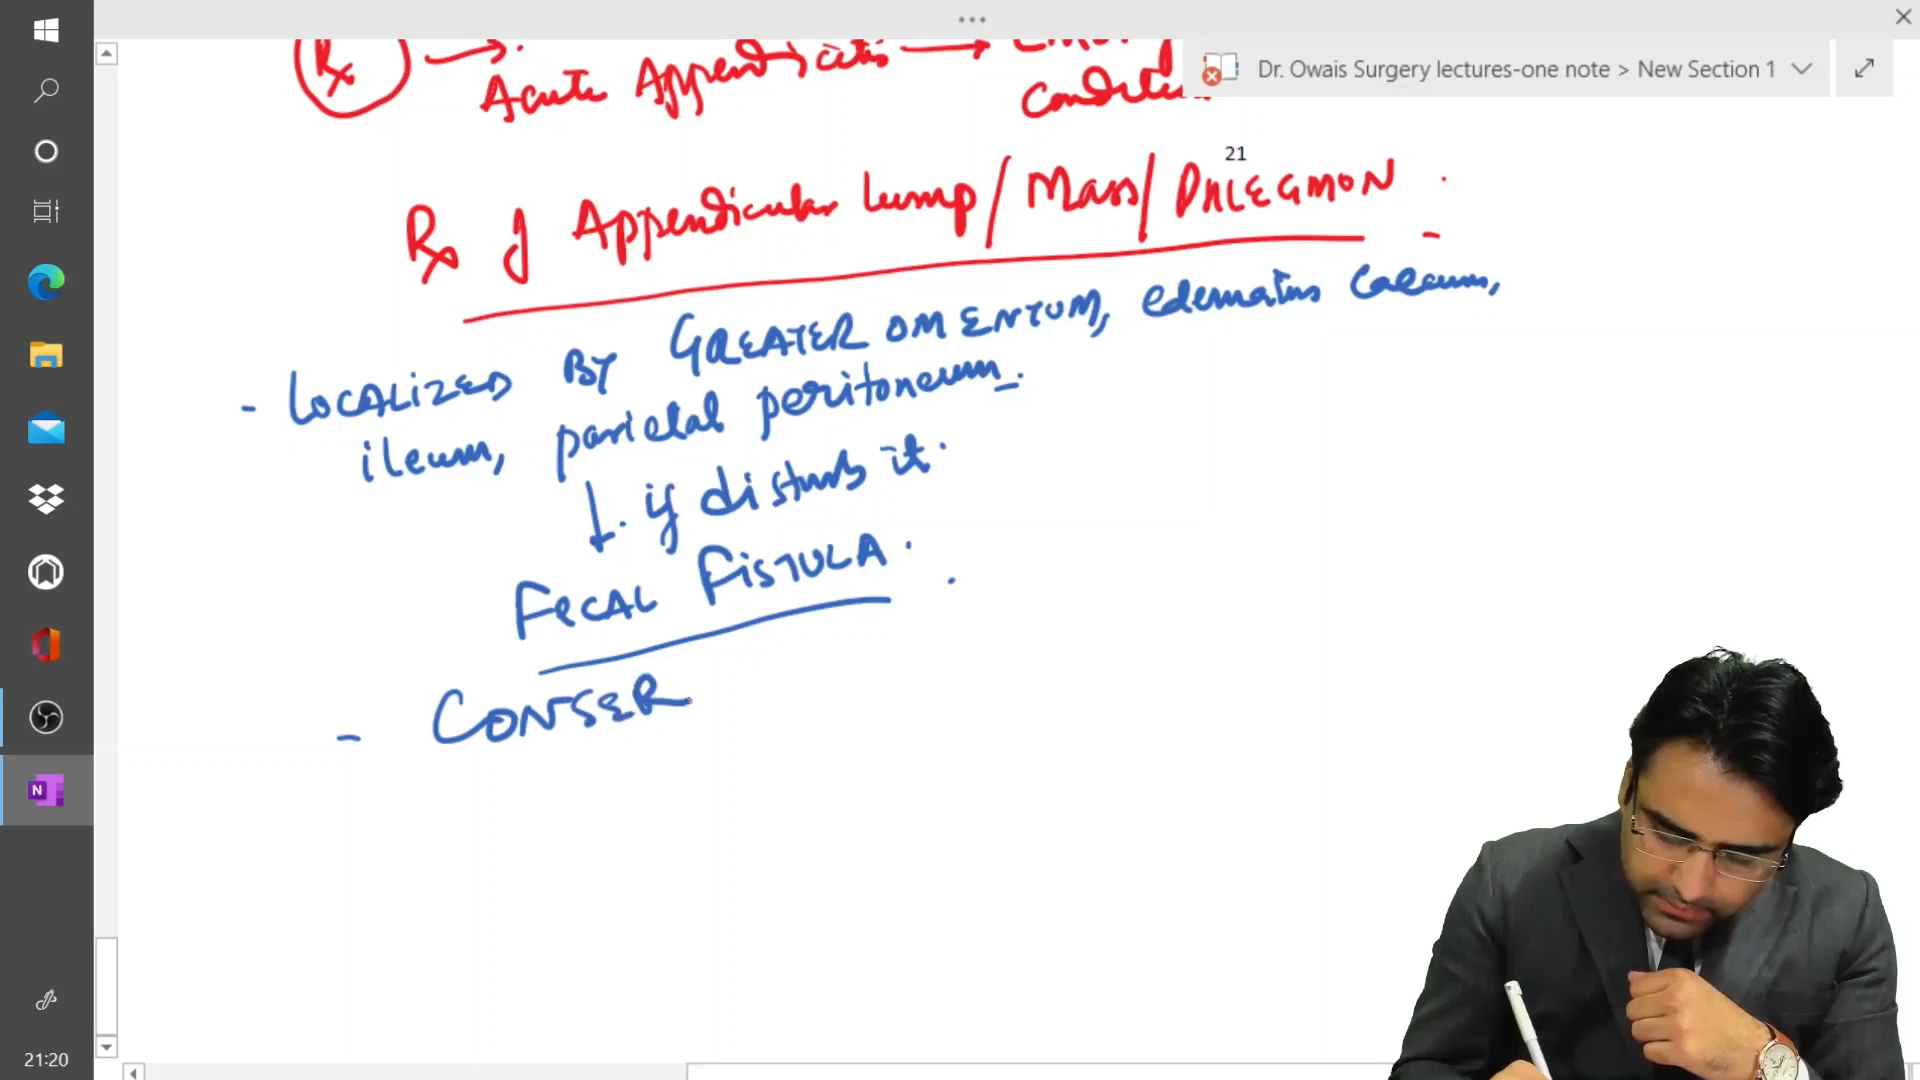 Dr. Owais Surgery lectures-one note > New Section 1
Rx → Acute Appendicitis →
21
Rx of Appendicular lump/Mass/PHLEGMON.
- LOCALIZED BY GREATER OMENTUM, edematus Caecum,
ileum, parietal peritoneum.
↓. if disturb it.
FeCAL FISTULA.
- CONSER
N
21:20